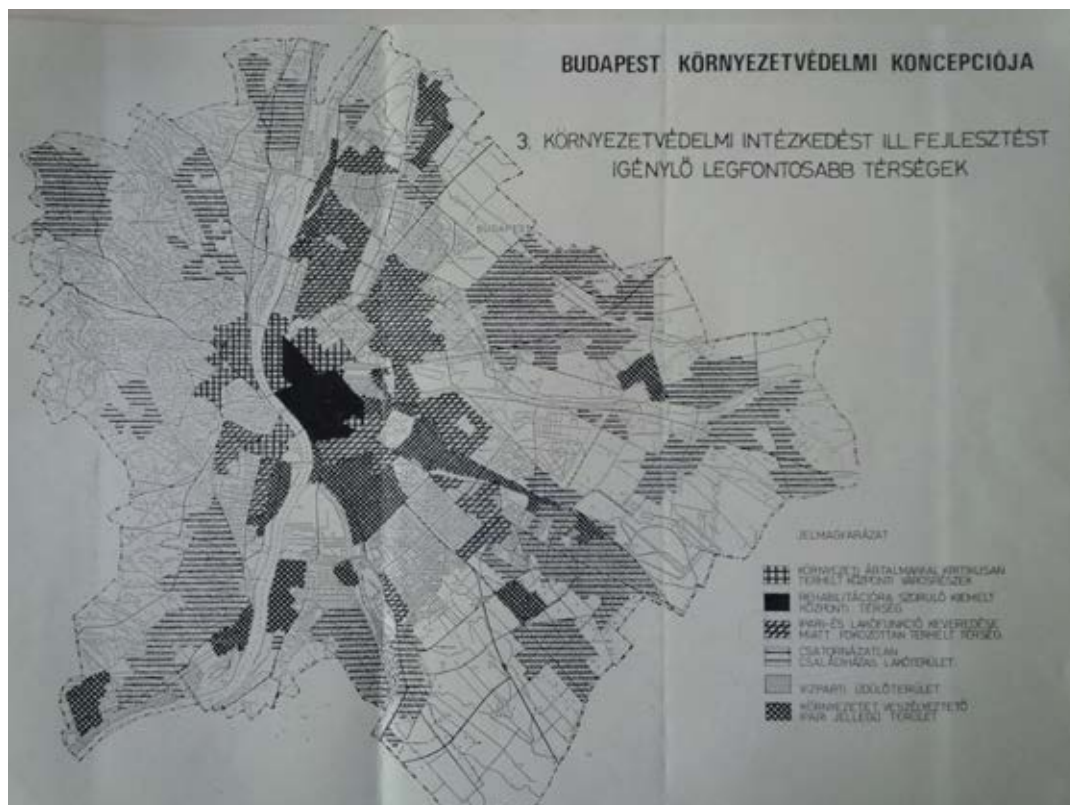 BUDAPEST KÖRNYEZETVÉDELMI KONCEPCIÓJA
3. KÖRNYEZETVÉDELMI INTÉZKEDÉST ILL. FEJLESZTÉST
IGÉNYLŐ LEGFONTOSABB TÉRSÉGEK
BUDAPEST
JELMAGYARÁZAT
KÖRNYEZETI ÁRTALMAKKAL KRITIKUSAN
TERHELT KÖZPONTI VÁROSRÉSZEK
REHABILITÁCIÓRA SZORULÓ KIEMELT
KÖZPONTI TÉRSÉG
IPARI-ÉS LAKÓFUNKCIÓ KEVEREDÉSE
MIATT FOKOZOTTAN TERHELT TÉRSÉG
CSATORNÁZATLAN
CSALÁDIHÁZAS LAKÓTERÜLET
VIZPARTI ÜDÜLŐTERÜLET
KÖRNYEZETET VESZÉLYEZTETŐ
IPARI JELLEGŰ TERÜLET